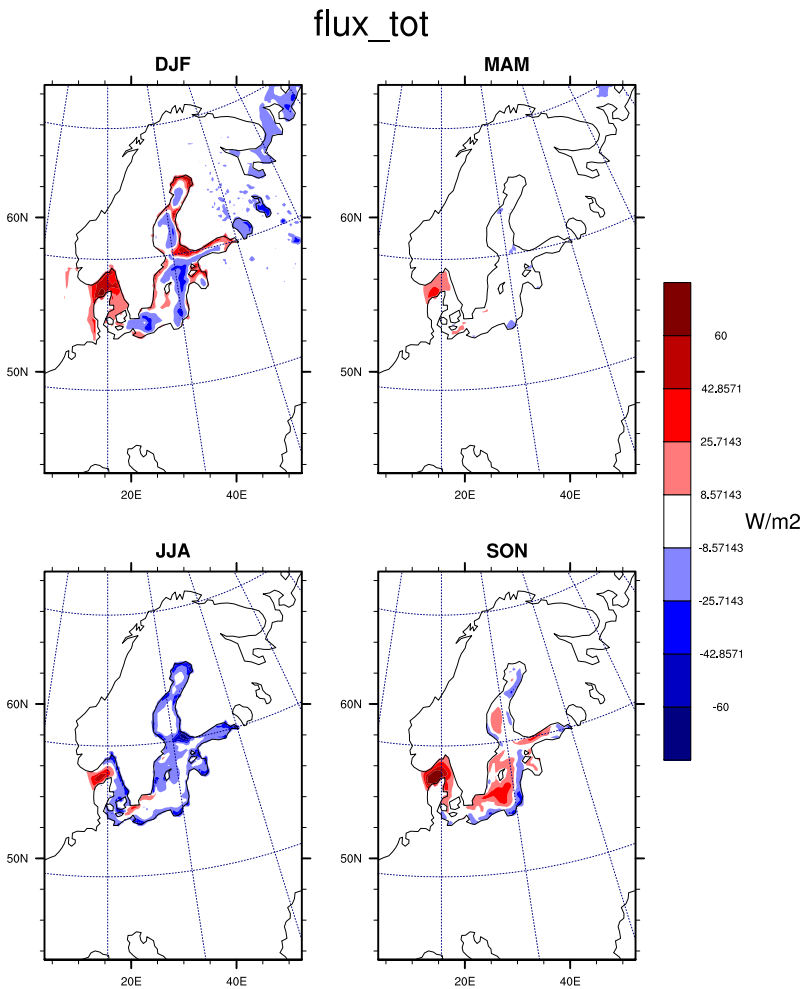 flux_tot
DJF
MAM
60N
50N
20E
40E
60N
50N
20E
40E
60
42.8571
25.7143
8.57143
W/m2
-8.57143
-25.7143
-42.8571
-60
JJA
SON
60N
50N
20E
40E
60N
50N
20E
40E